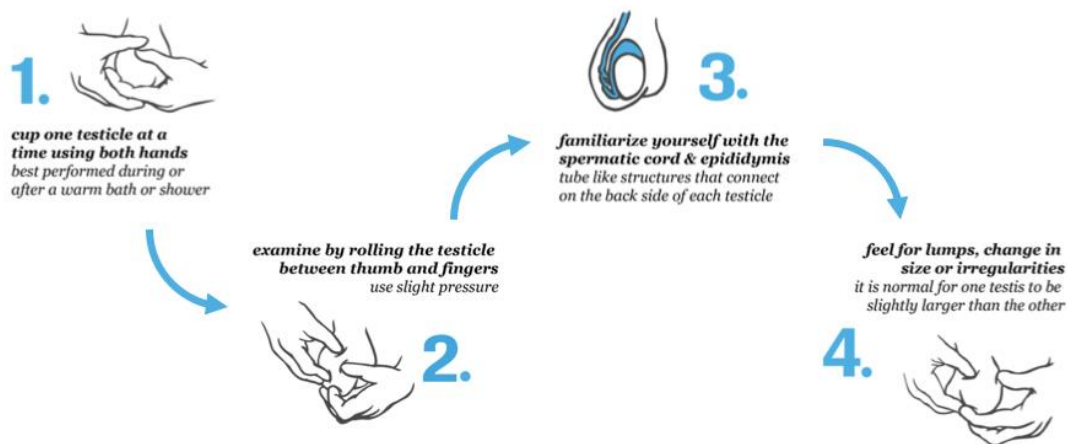 1.
cup one testicle at a
time using both hands
best performed during or
after a warm bath or shower
examine by rolling the testicle
between thumb and fingers
use slight pressure
2.
3.
familiarize yourself with the
spermatic cord & epididymis
tube like structures that connect
on the back side of each testicle
feel for lumps, change in
size or irregularities
it is normal for one testis to be
slightly larger than the other
4.